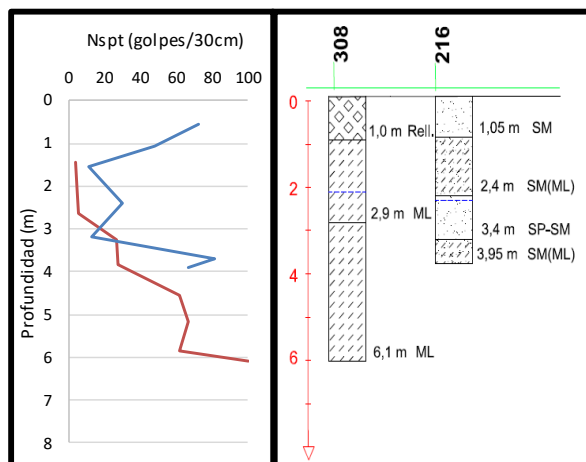 Nspt (golpes/30cm)
0 20 40 60 80 100
0
1
2
3
4
5
6
7
8
Profundidad (m)
308
216
0
2
4
6
1,0 m Rell.
2,9 m ML
6,1 m ML
1,05 m SM
2,4 m SM(ML)
3,4 m SP-SM
3,95 m SM(ML)